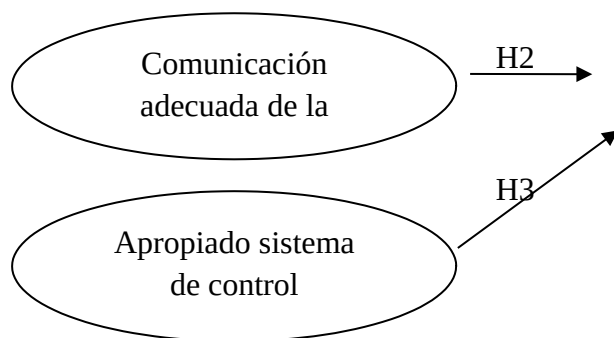 Comunicación
adecuada de la
H2
H3
Apropiado sistema
de control